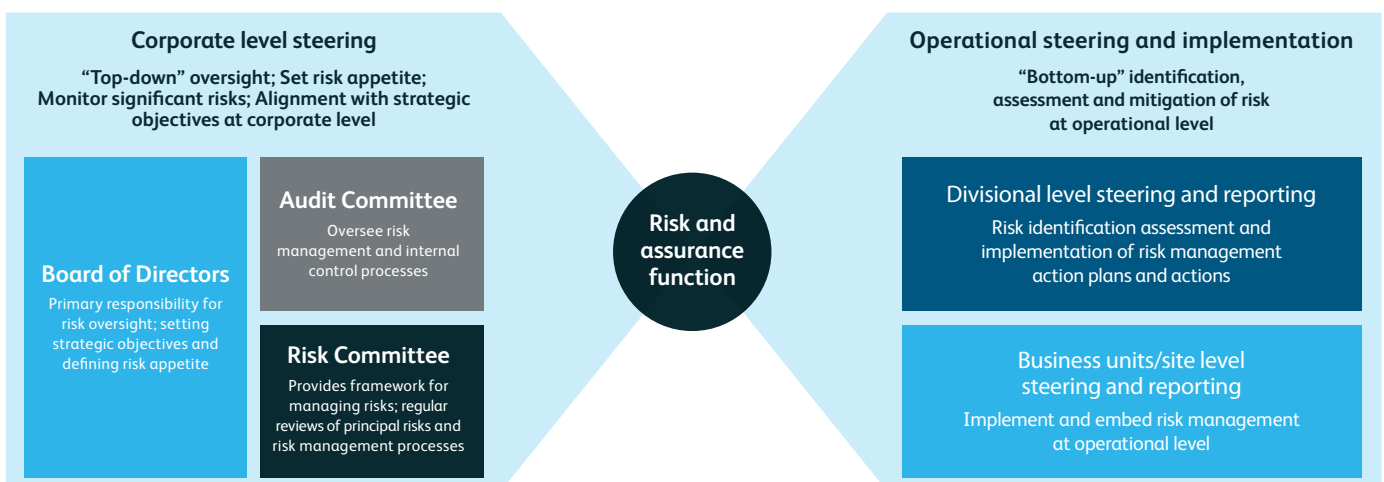 Corporate level steering
“Top-down” oversight; Set risk appetite;
Monitor significant risks; Alignment with strategic
objectives at corporate level
Board of Directors
Primary responsibility for
risk oversight; setting
strategic objectives and
defining risk appetite
Audit Committee
Oversee risk
management and internal
control processes
Risk Committee
Provides framework for
managing risks; regular
reviews of principal risks and
risk management processes
Risk and
assurance
function
Operational steering and implementation
“Bottom-up” identification,
assessment and mitigation of risk
at operational level
Divisional level steering and reporting
Risk identification assessment and
implementation of risk management
action plans and actions
Business units/site level
steering and reporting
Implement and embed risk management
at operational level